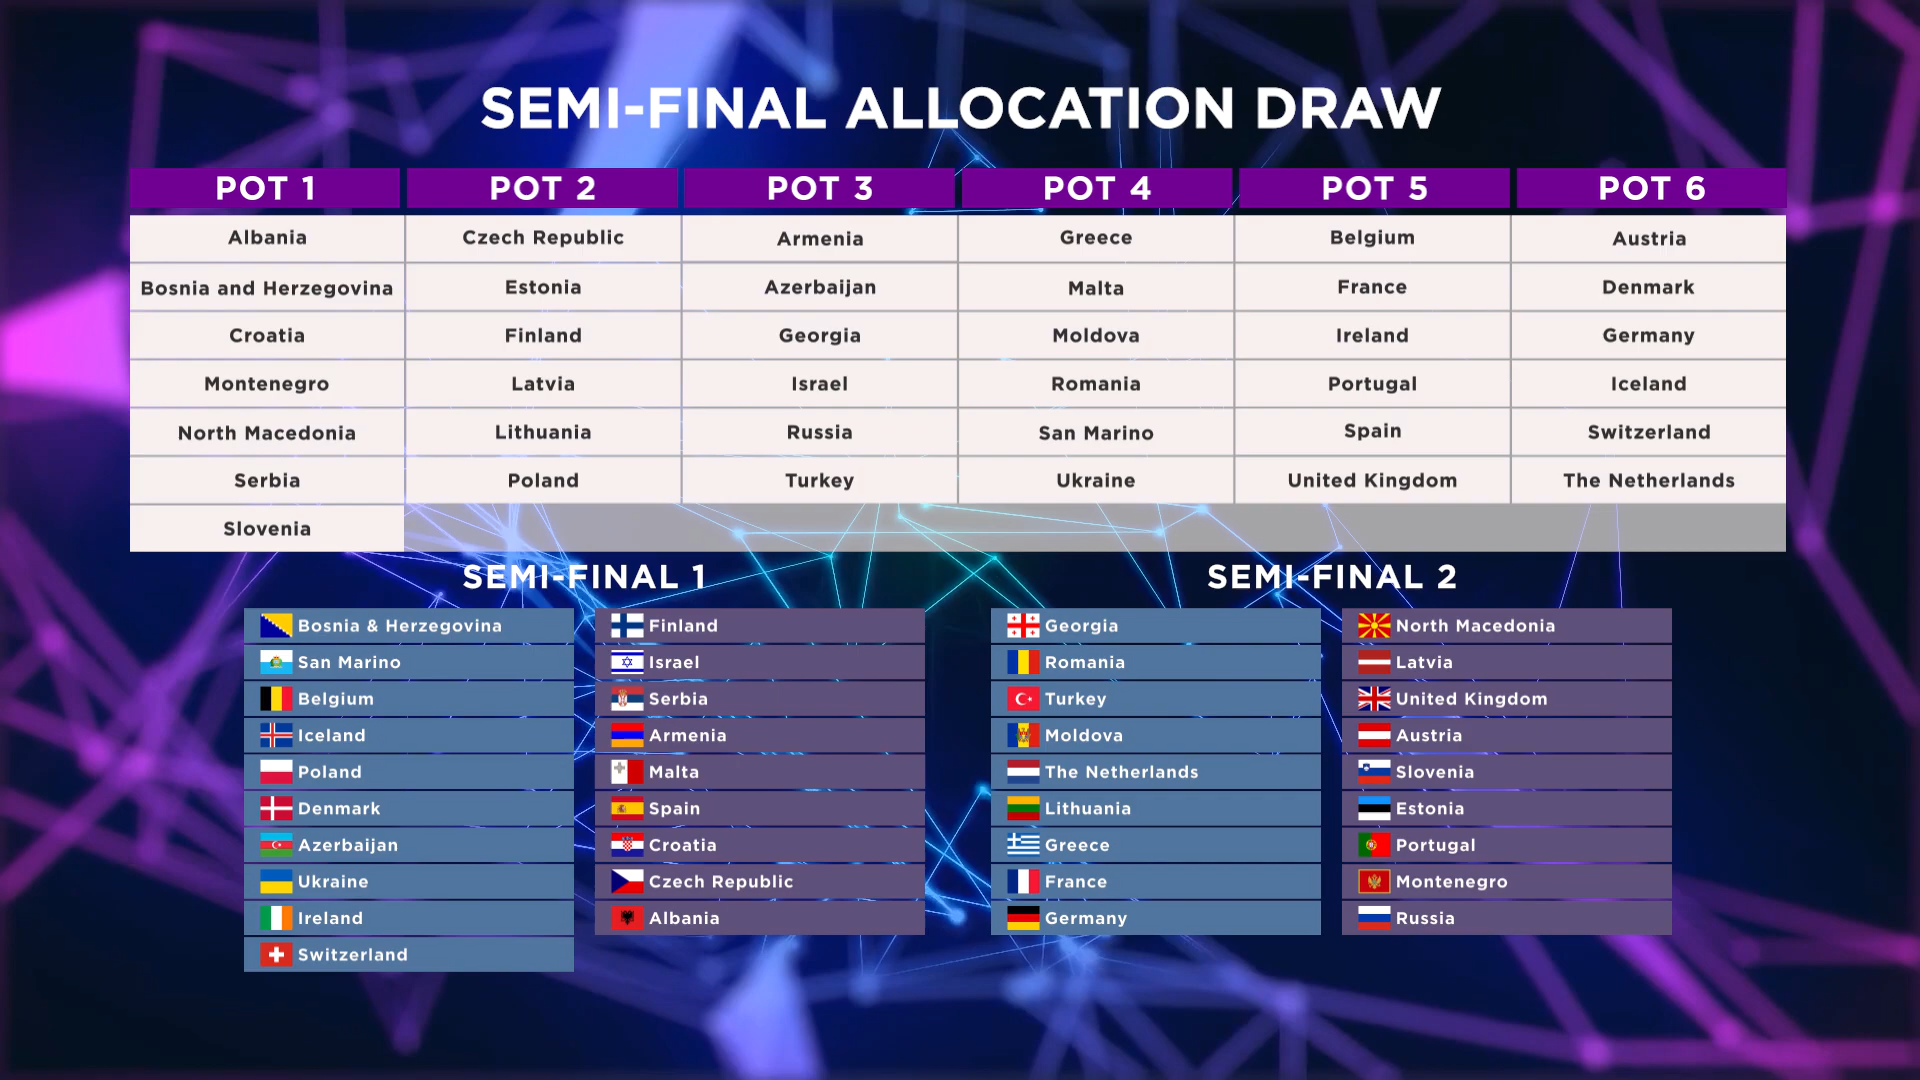 SEMI-FINAL ALLOCATION DRAW
POT 1 POT 2 POT 3 POT 4 POT 5 POT 6
Albania Czech Republic Armenia Greece Belgium Austria
Bosnia and Herzegovina Estonia Azerbaijan Malta France Denmark
Croatia Finland Georgia Moldova Ireland Germany
Montenegro Latvia Israel Romania Portugal Iceland
North Macedonia Lithuania Russia San Marino Spain Switzerland
Serbia Poland Turkey Ukraine United Kingdom The Netherlands
Slovenia
SEMI-FINAL 1
Bosnia & Herzegovina
San Marino
Belgium
Iceland
Poland
Denmark
Azerbaijan
Ukraine
Ireland
Switzerland
Finland
Israel
Serbia
Armenia
Malta
Spain
Croatia
Czech Republic
Albania
SEMI-FINAL 2
Georgia
Romania
Turkey
Moldova
The Netherlands
Lithuania
Greece
France
Germany
North Macedonia
Latvia
United Kingdom
Austria
Slovenia
Estonia
Portugal
Montenegro
Russia